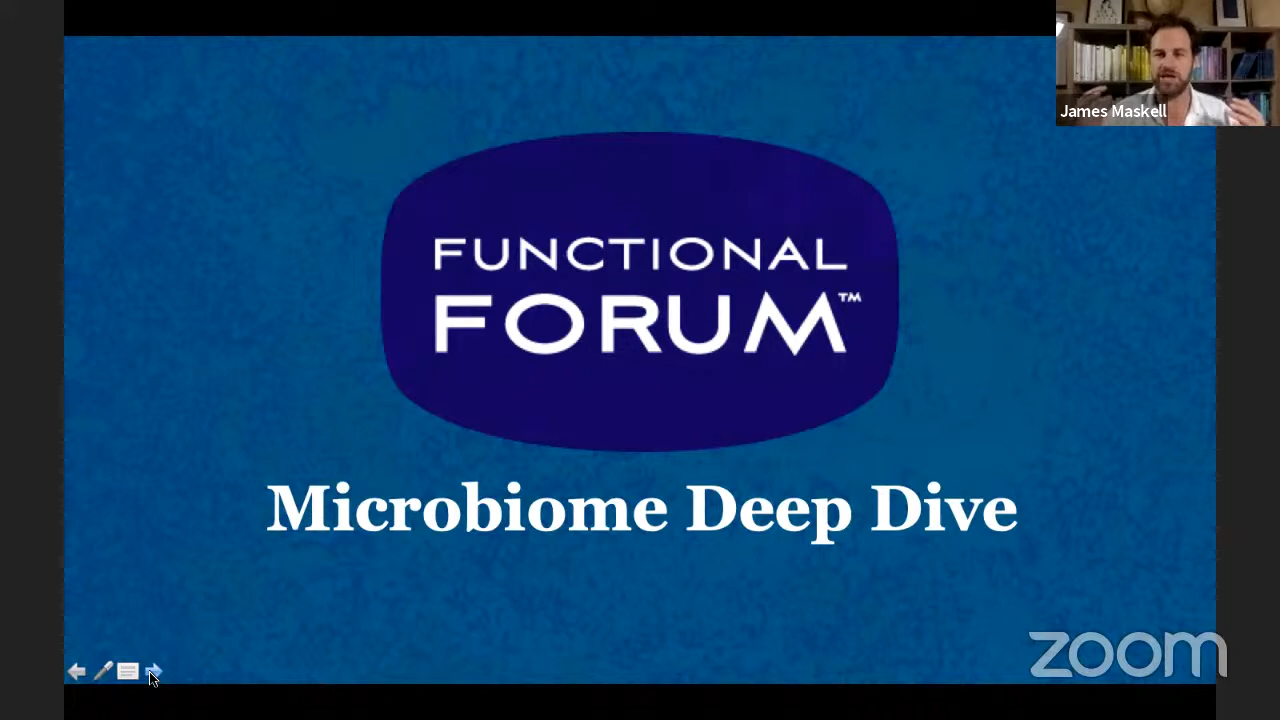 James Maskell
FUNCTIONAL
FORUM™
Microbiome Deep Dive
zoom